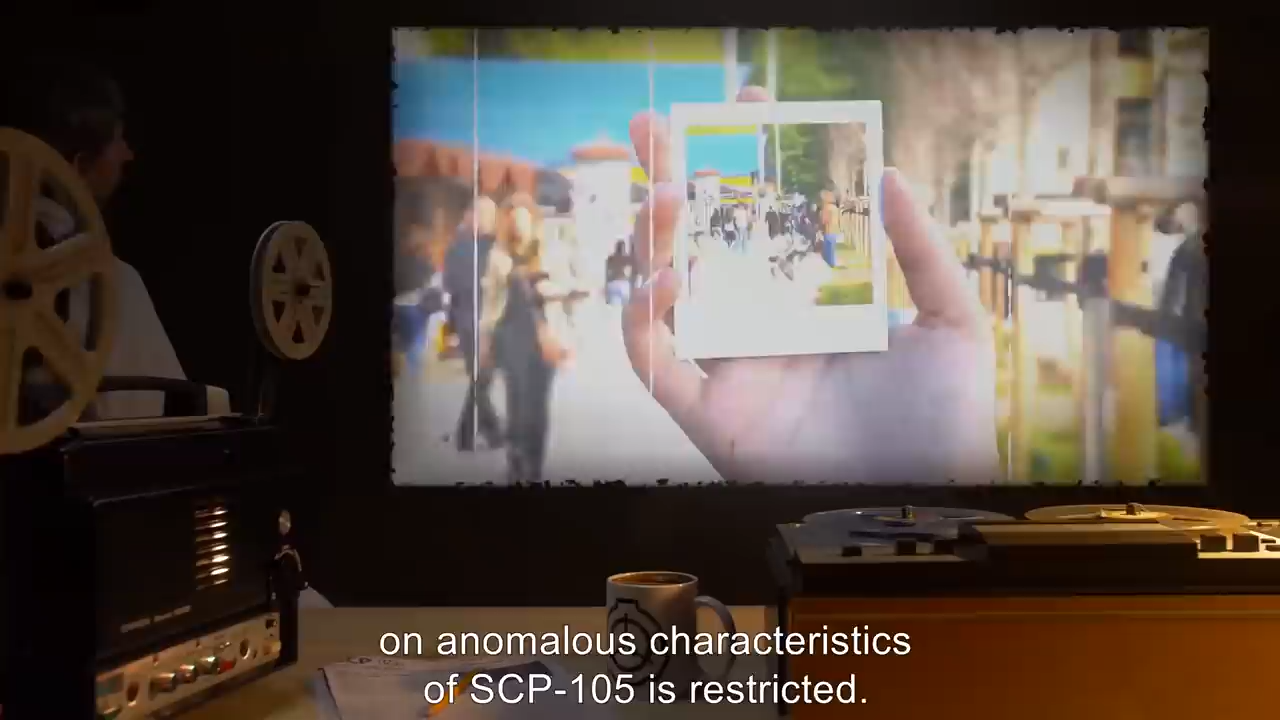 on anomalous characteristics
of SCP-105 is restricted.